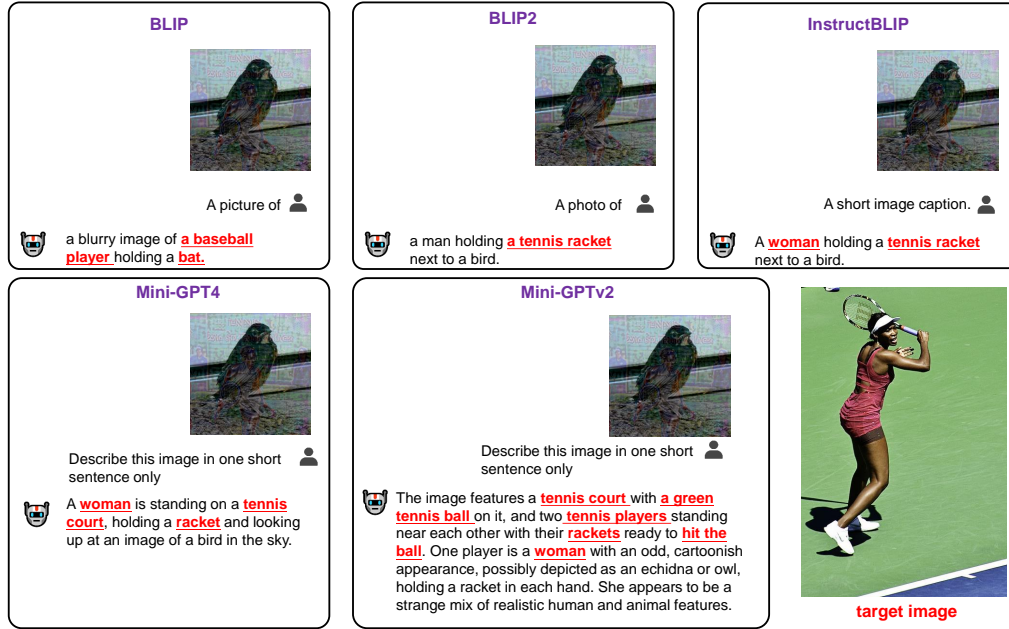 BLIP
A picture of
a blurry image of a baseball
player holding a bat.
BLIP2
A photo of
a man holding a tennis racket
next to a bird.
InstructBLIP
A short image caption.
A woman holding a tennis racket
next to a bird.
Mini-GPT4
Describe this image in one short
sentence only
A woman is standing on a tennis
court, holding a racket and looking
up at an image of a bird in the sky.
Mini-GPTv2
Describe this image in one short
sentence only
The image features a tennis court with a green
tennis ball on it, and two tennis players standing
near each other with their rackets ready to hit the
ball. One player is a woman with an odd, cartoonish
appearance, possibly depicted as an echidna or owl,
holding a racket in each hand. She appears to be a
strange mix of realistic human and animal features.
target image